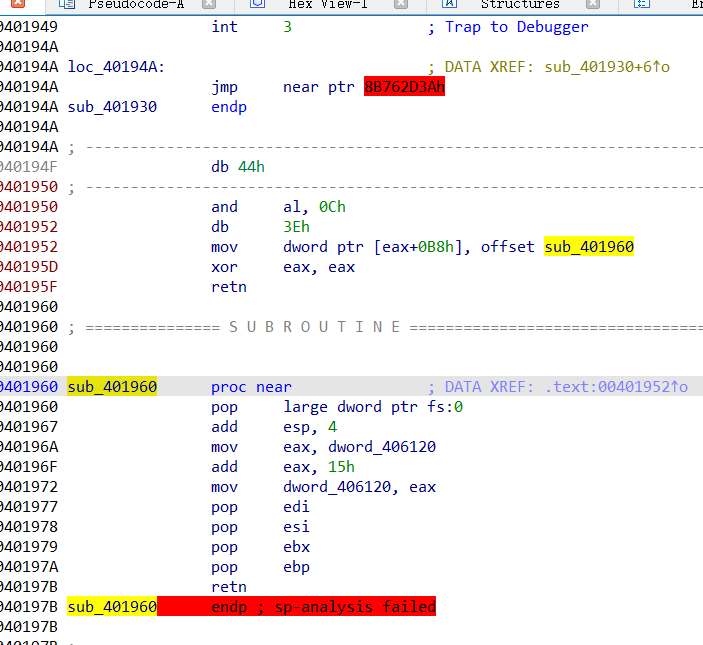 Pseudocode-A Hex View-1 Structures
0401949 int 3 ; Trap to Debugger
040194A
040194A loc_40194A: ; DATA XREF: sub_401930+6↑o
040194A jmp near ptr 8B762D3Ah
040194A sub_401930 endp
040194A
040194A ; ---------------------------------------------------------------
040194F db 44h
0401950 ; ---------------------------------------------------------------
0401950 and al, 0Ch
0401952 db 3Eh
0401952 mov dword ptr [eax+0B8h], offset sub_401960
040195D xor eax, eax
040195F retn
0401960
0401960 ; =============== S U B R O U T I N E ===================================
0401960
0401960
0401960 sub_401960 proc near ; DATA XREF: .text:00401952↑o
0401960 pop large dword ptr fs:0
0401967 add esp, 4
040196A mov eax, dword_406120
040196F add eax, 15h
0401972 mov dword_406120, eax
0401977 pop edi
0401978 pop esi
0401979 pop ebx
040197A pop ebp
040197B retn
040197B sub_401960 endp ; sp-analysis failed
040197B